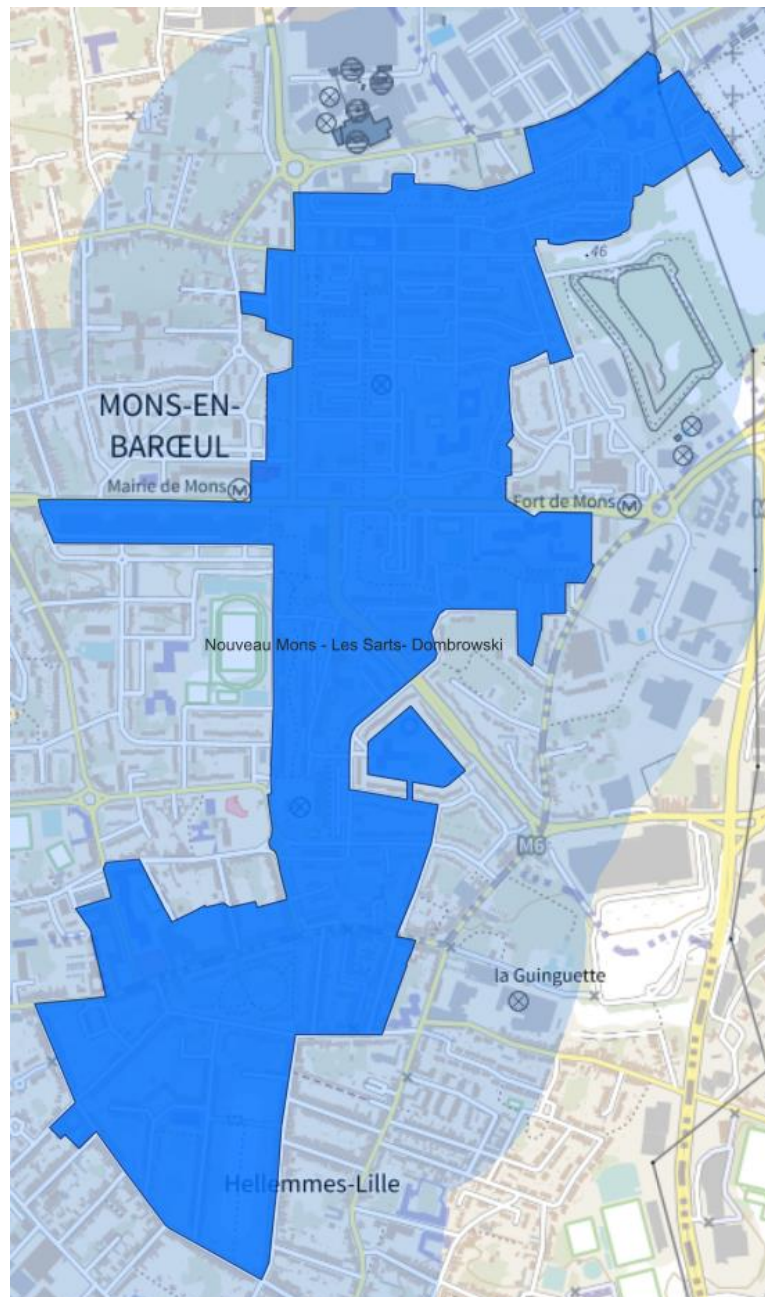 .46
MONS-EN-
BARŒUL
Mairie de Mons M
Fort de Mons M
Nouveau Mons - Les Sarts- Dombrowski
M6
la Guinguette
Hellemmes-Lille